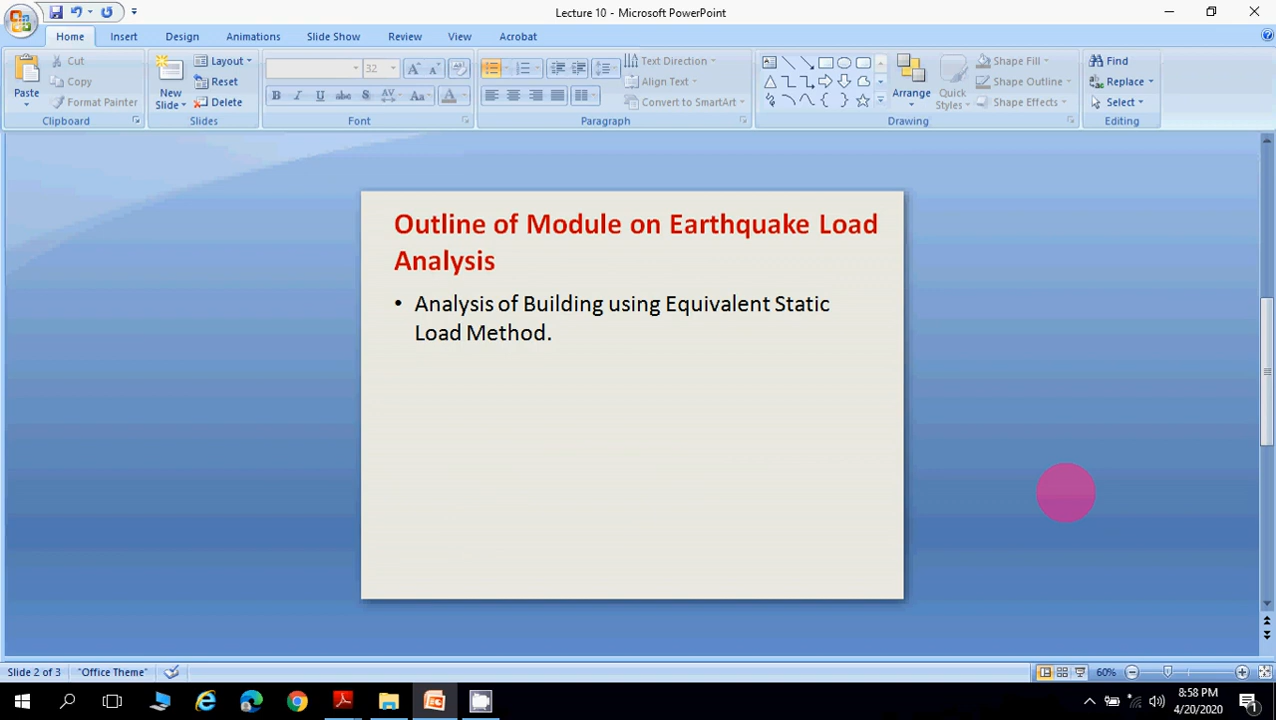 Lecture 10 - Microsoft PowerPoint
Home Insert Design Animations Slide Show Review View Acrobat
Paste
Cut
Copy
Format Painter
Clipboard
New Slide
Layout
Reset
Delete
Slides
32
B I U abc S AV Aa A
Font
Text Direction
Align Text
Convert to SmartArt
Paragraph
Arrange
Quick Styles
Shape Fill
Shape Outline
Shape Effects
Drawing
Find
Replace
Select
Editing
Outline of Module on Earthquake Load
Analysis
• Analysis of Building using Equivalent Static
Load Method.
Slide 2 of 3 "Office Theme" 60%
8:58 PM
4/20/2020
1